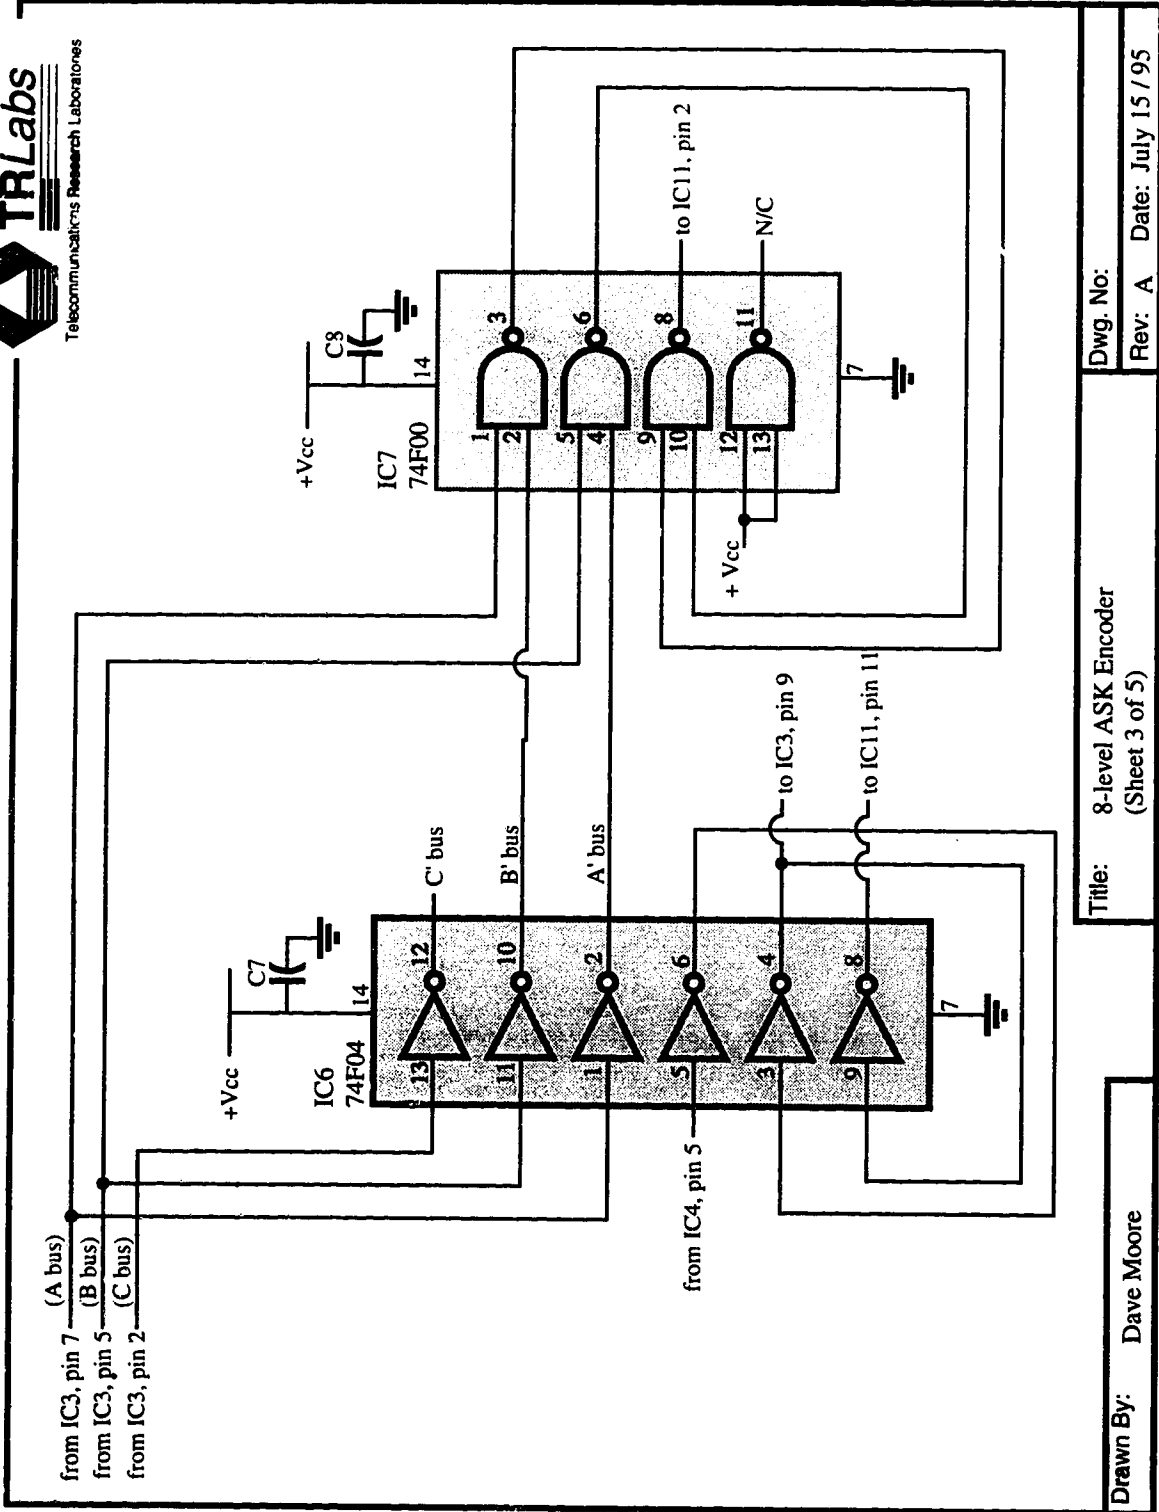 TRLabs
Telecommunications Research Laboratories
from IC3, pin 7
(A bus)
from IC3, pin 5
(B bus)
from IC3, pin 2
(C bus)
+Vcc
C7
14
IC6
74F04
13
12
C' bus
11
10
B' bus
1
2
A' bus
from IC4, pin 5
5
6
3
4
to IC3, pin 9
9
8
to IC11, pin 11
7
+Vcc
C8
14
IC7
74F00
1
2
3
5
4
6
9
10
8
to IC11, pin 2
12
13
11
N/C
+ Vcc
7
Drawn By: Dave Moore
Title: 8-level ASK Encoder
(Sheet 3 of 5)
Dwg. No:
Rev: A Date: July 15 / 95